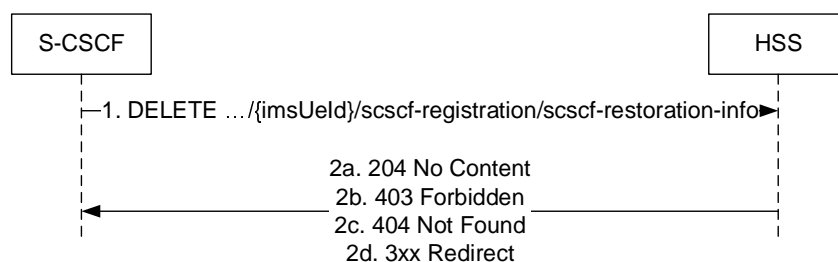 S-CSCF
HSS
1. DELETE …/{imsUeId}/scscf-registration/scscf-restoration-info
2a. 204 No Content
2b. 403 Forbidden
2c. 404 Not Found
2d. 3xx Redirect